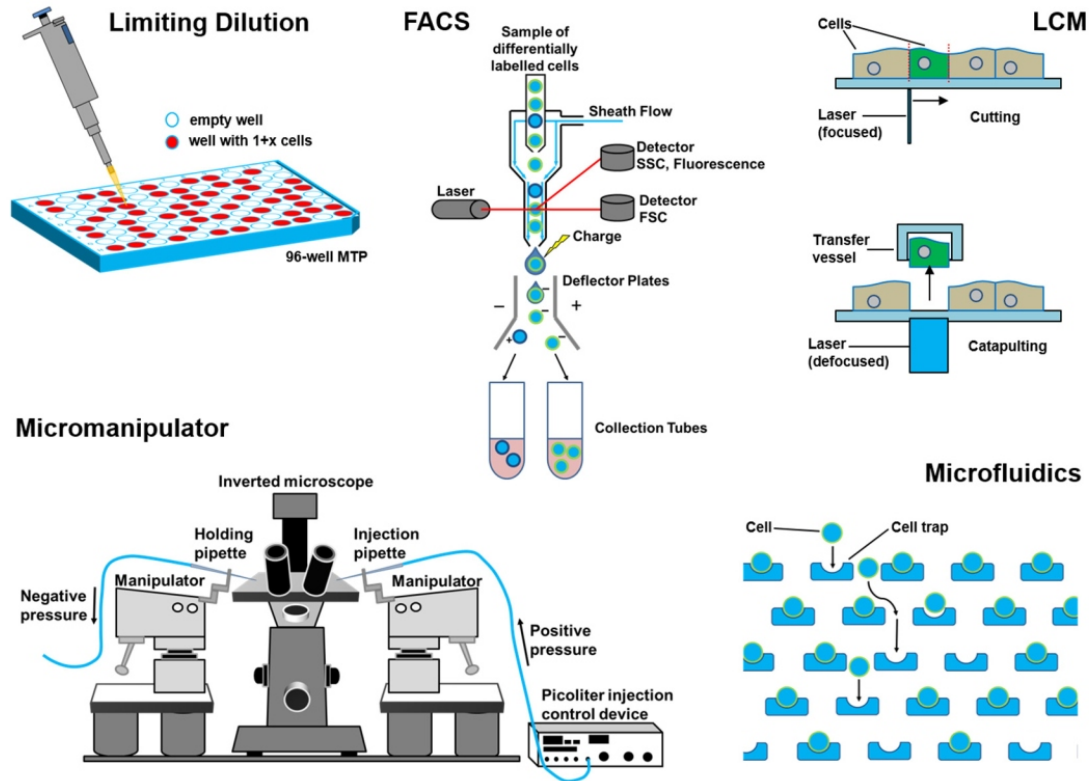 Limiting Dilution
empty well
well with 1+x cells
96-well MTP
FACS
Sample of
differentially
labelled cells
Sheath Flow
Detector
SSC, Fluorescence
Laser
Detector
FSC
Charge
Deflector Plates
−
+
−
−
+
−
Collection Tubes
LCM
Cells
Laser
(focused)
Cutting
Transfer
vessel
Laser
(defocused)
Catapulting
Micromanipulator
Inverted microscope
Holding
pipette
Injection
pipette
Manipulator
Manipulator
Negative
pressure
Positive
pressure
Picoliter injection
control device
Microfluidics
Cell
Cell trap